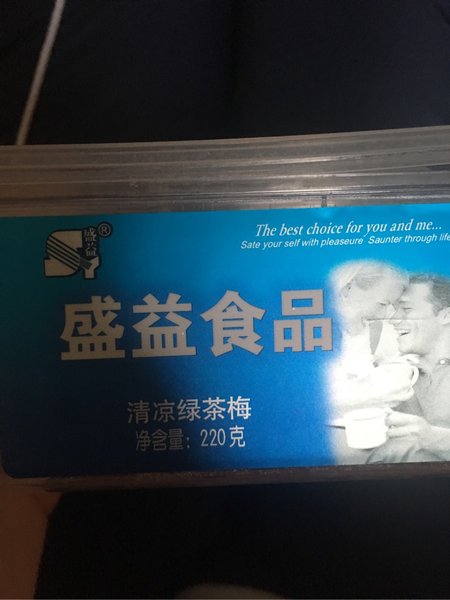 盛益®
The best choice for you and me...
Sate your self with pleaseure Saunter through life
盛益食品
清凉绿茶梅
净含量：220克